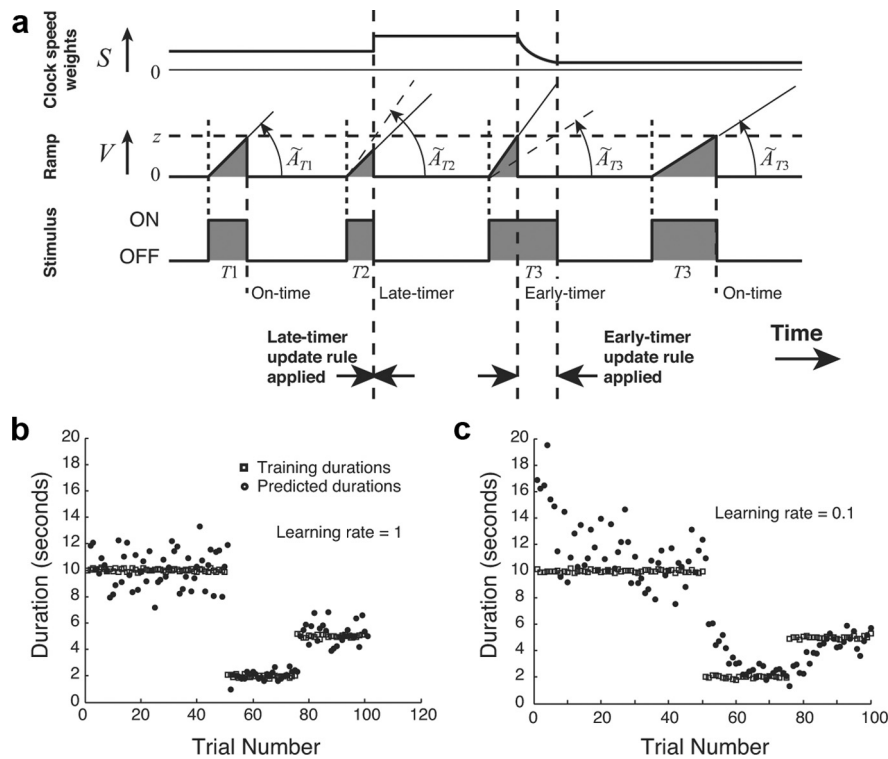 a
Clock speed
weights
S
0
Ramp
V
z
0
Ã_T1
Ã_T2
Ã_T3
Ã_T3
Stimulus
ON
OFF
T1
T2
T3
T3
On-time
Late-timer
Early-timer
On-time
Late-timer
update rule
applied
Early-timer
update rule
applied
Time
b
Duration (seconds)
20
18
16
14
12
10
8
6
4
2
0
Training durations
Predicted durations
Learning rate = 1
0
20
40
60
80
100
120
Trial Number
c
Duration (seconds)
20
18
16
14
12
10
8
6
4
2
0
Learning rate = 0.1
0
20
40
60
80
100
Trial Number